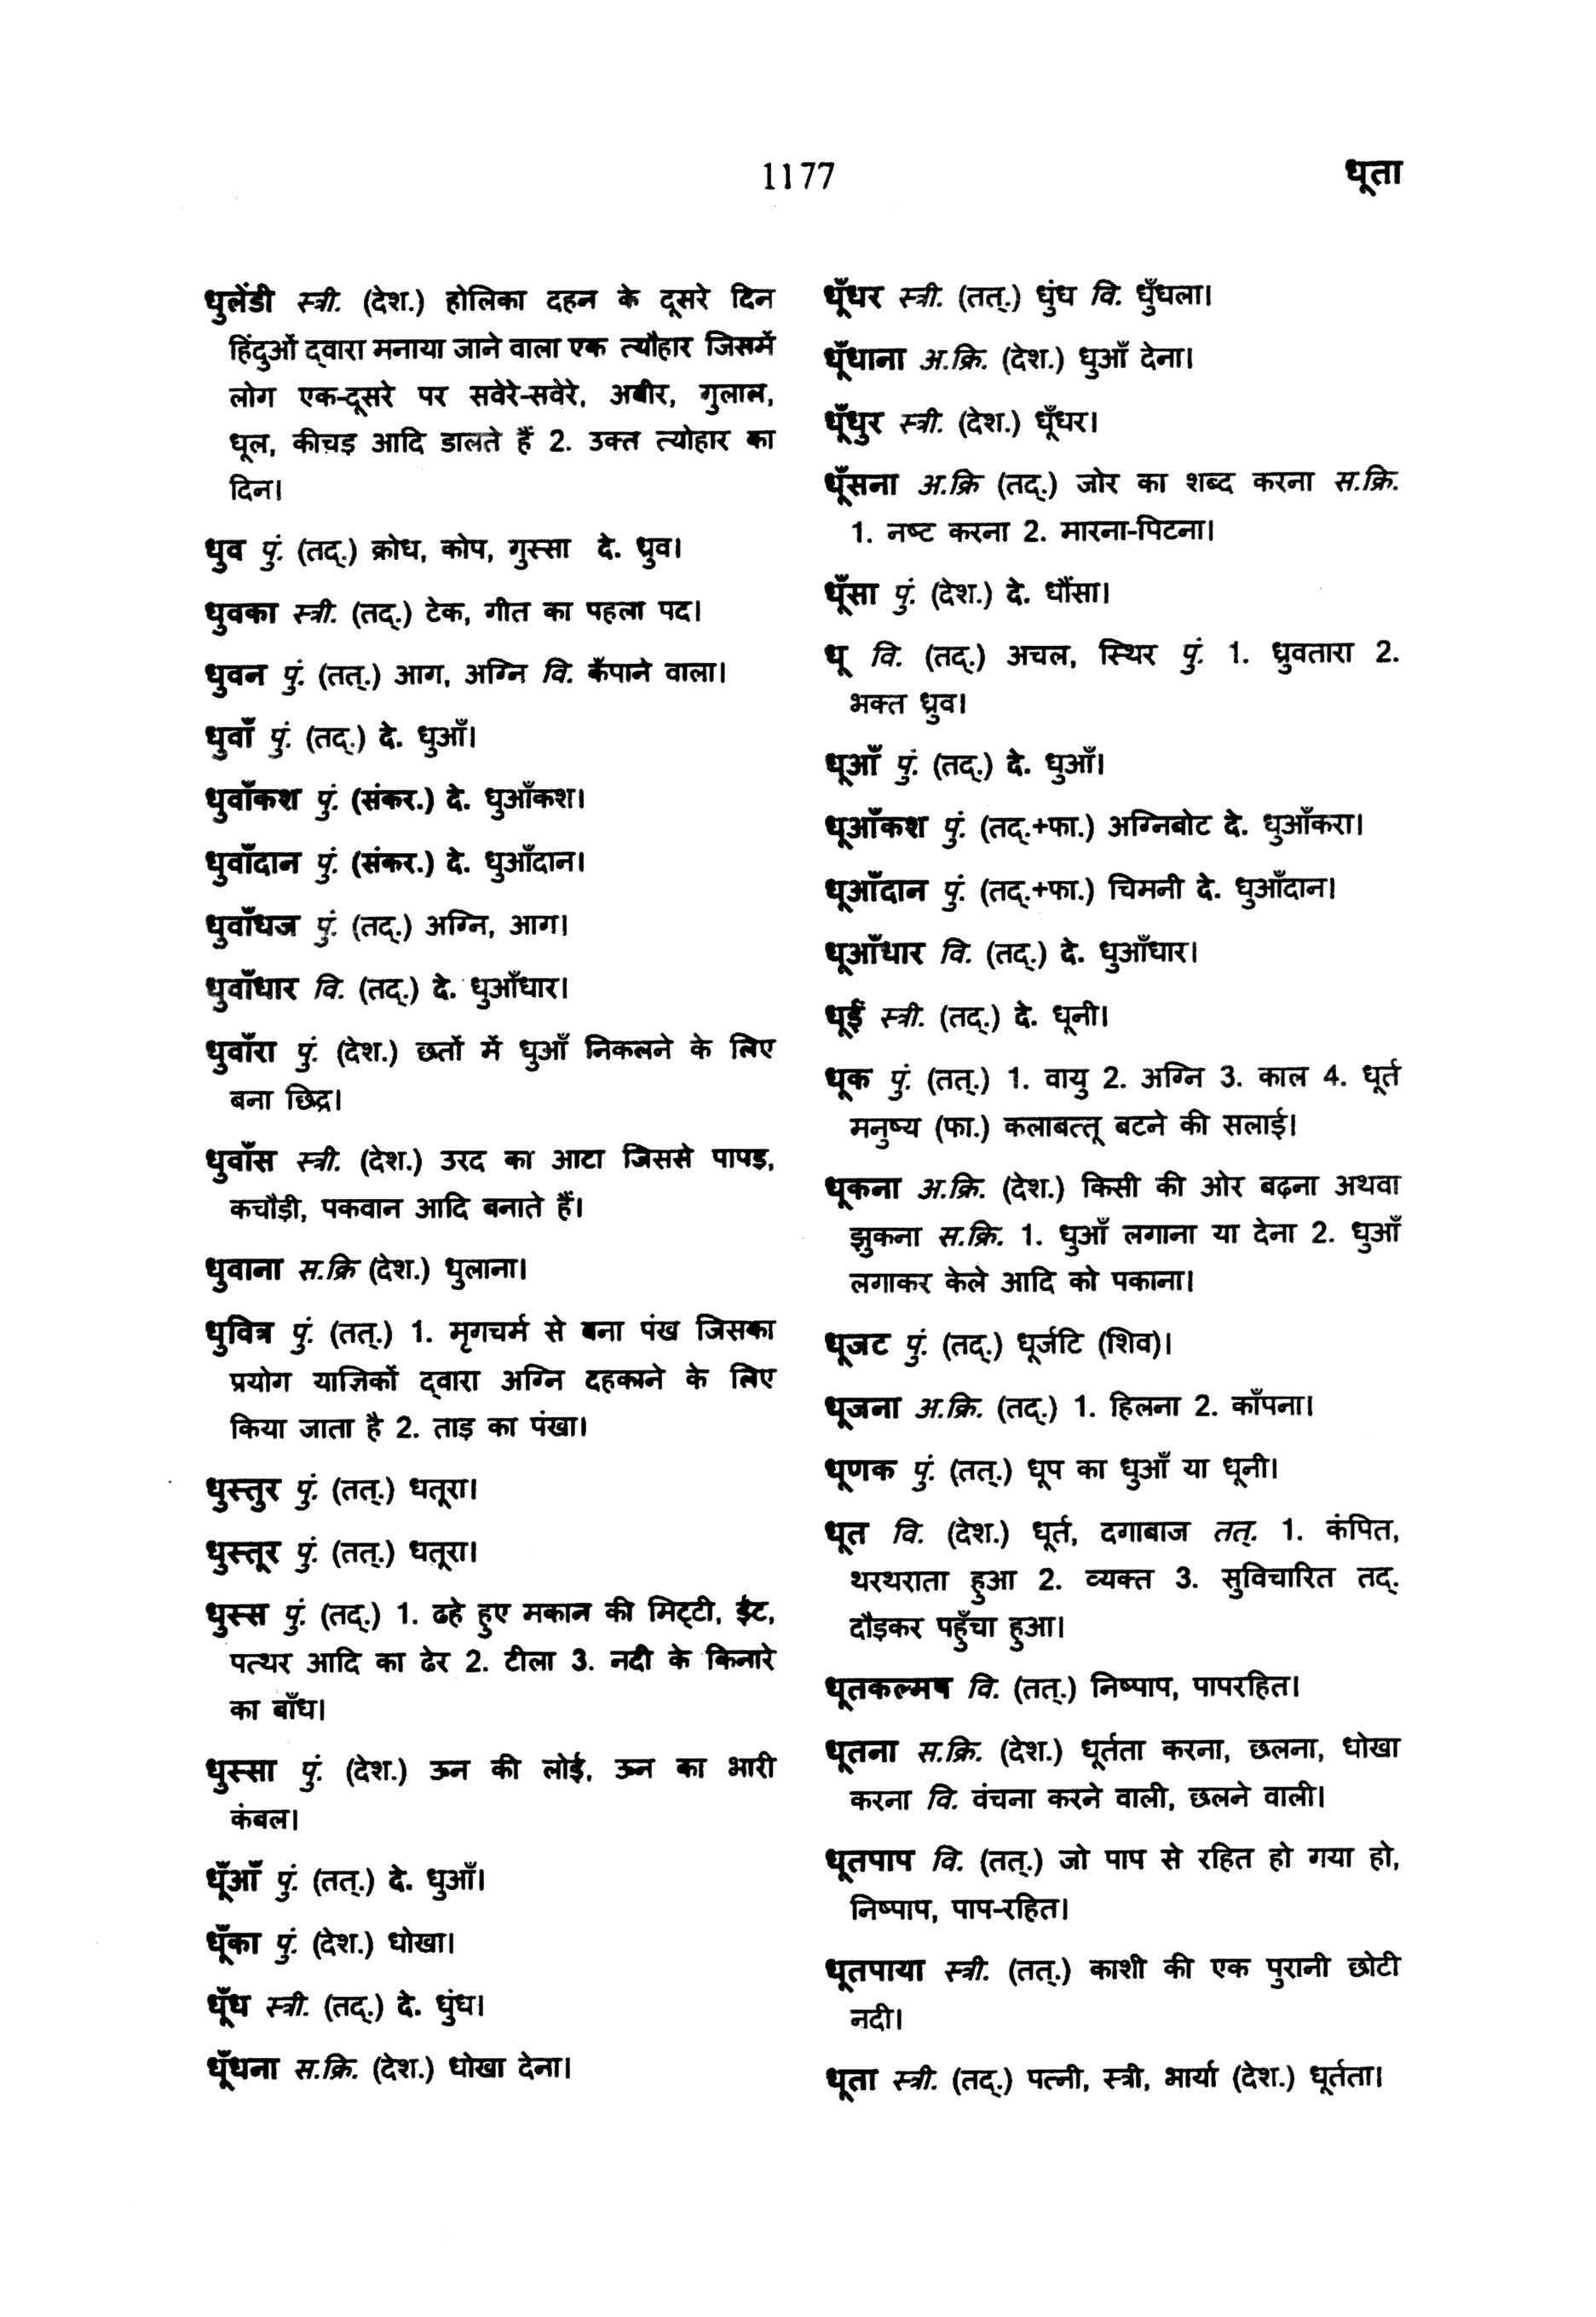 1177
धूता
धुलेंडी स्त्री. (देश.) होलिका दहन के दूसरे दिन
हिंदुओं द्‌वारा मनाया जाने वाला एक त्यौहार जिसमें
लोग एक-दूसरे पर सवेरे-सवेरे, अबीर, गुलाल,
धूल, कीचड़ आदि डालते हैं 2. उक्त त्योहार का
दिन।
धुव पुं. (तद्.) क्रोध, कोप, गुस्सा दे. ध्रुव।
धुवका स्त्री. (तद्.) टेक, गीत का पहला पद।
धुवन पुं. (तत्.) आग, अग्नि वि. कँपाने वाला।
धुवाँ पुं. (तद्.) दे. धुआँ।
धुवाँकश पुं. (संकर.) दे. धुआँकश।
धुवाँदान पुं. (संकर.) दे. धुआँदान।
धुवाँधज पुं. (तद्.) अग्नि, आग।
धुवाँधार वि. (तद्.) दे. धुआँधार।
धुवाँरा पुं. (देश.) छतों में धुआँ निकलने के लिए
बना छिद्र।
धुवाँस स्त्री. (देश.) उरद का आटा जिससे पापड़,
कचौड़ी, पकवान आदि बनाते हैं।
धुवाना स.क्रि (देश.) धुलाना।
धुवित्र पुं. (तत्.) 1. मृगचर्म से बना पंख जिसका
प्रयोग याज्ञिकों द्‌वारा अग्नि दहकाने के लिए
किया जाता है 2. ताड़ का पंखा।
धुस्तुर पुं. (तत्.) धतूरा।
धुस्तूर पुं. (तत्.) धतूरा।
धुस्स पुं. (तद्.) 1. ढहे हुए मकान की मिट्‌टी, ईंट,
पत्थर आदि का ढेर 2. टीला 3. नदी के किनारे
का बाँध।
धुस्सा पुं. (देश.) ऊन की लोई, ऊन का भारी
कंबल।
धूँआँ पुं. (तत्.) दे. धुआँ।
धूँका पुं. (देश.) धोखा।
धूँध स्त्री. (तद्.) दे. धुंध।
धूँधना स.क्रि. (देश.) धोखा देना।
धूँधर स्त्री. (तत्.) धुंध वि. धुँधला।
धूँधाना अ.क्रि. (देश.) धुआँ देना।
धूँधुर स्त्री. (देश.) धूँधर।
धूँसना अ.क्रि (तद्.) जोर का शब्द करना स.क्रि.
1. नष्ट करना 2. मारना-पिटना।
धूँसा पुं. (देश.) दे. धौंसा।
धू वि. (तद्.) अचल, स्थिर पुं. 1. ध्रुवतारा 2.
भक्त ध्रुव।
धूआँ पुं. (तद्.) दे. धुआँ।
धूआँकश पुं. (तद्.+फा.) अग्निबोट दे. धुआँकरा।
धूआँदान पुं. (तद्.+फा.) चिमनी दे. धुआँदान।
धूआँधार वि. (तद्.) दे. धुआँधार।
धूईं स्त्री. (तद्.) दे. धूनी।
धूक पुं. (तत्.) 1. वायु 2. अग्नि 3. काल 4. धूर्त
मनुष्य (फा.) कलाबत्तू बटने की सलाई।
धूकना अ.क्रि. (देश.) किसी की ओर बढ़ना अथवा
झुकना स.क्रि. 1. धुआँ लगाना या देना 2. धुआँ
लगाकर केले आदि को पकाना।
धूजट पुं. (तद्.) धूर्जटि (शिव)।
धूजना अ.क्रि. (तद्.) 1. हिलना 2. काँपना।
धूणक पुं. (तत्.) धूप का धुआँ या धूनी।
धूत वि. (देश.) धूर्त, दगाबाज तत्. 1. कंपित,
थरथराता हुआ 2. व्यक्त 3. सुविचारित तद्.
दौड़कर पहुँचा हुआ।
धूतकल्मष वि. (तत्.) निष्पाप, पापरहित।
धूतना स.क्रि. (देश.) धूर्तता करना, छलना, धोखा
करना वि. वंचना करने वाली, छलने वाली।
धूतपाप वि. (तत्.) जो पाप से रहित हो गया हो,
निष्पाप, पाप-रहित।
धूतपाया स्त्री. (तत्.) काशी की एक पुरानी छोटी
नदी।
धूता स्त्री. (तद्.) पत्नी, स्त्री, भार्या (देश.) धूर्तता।